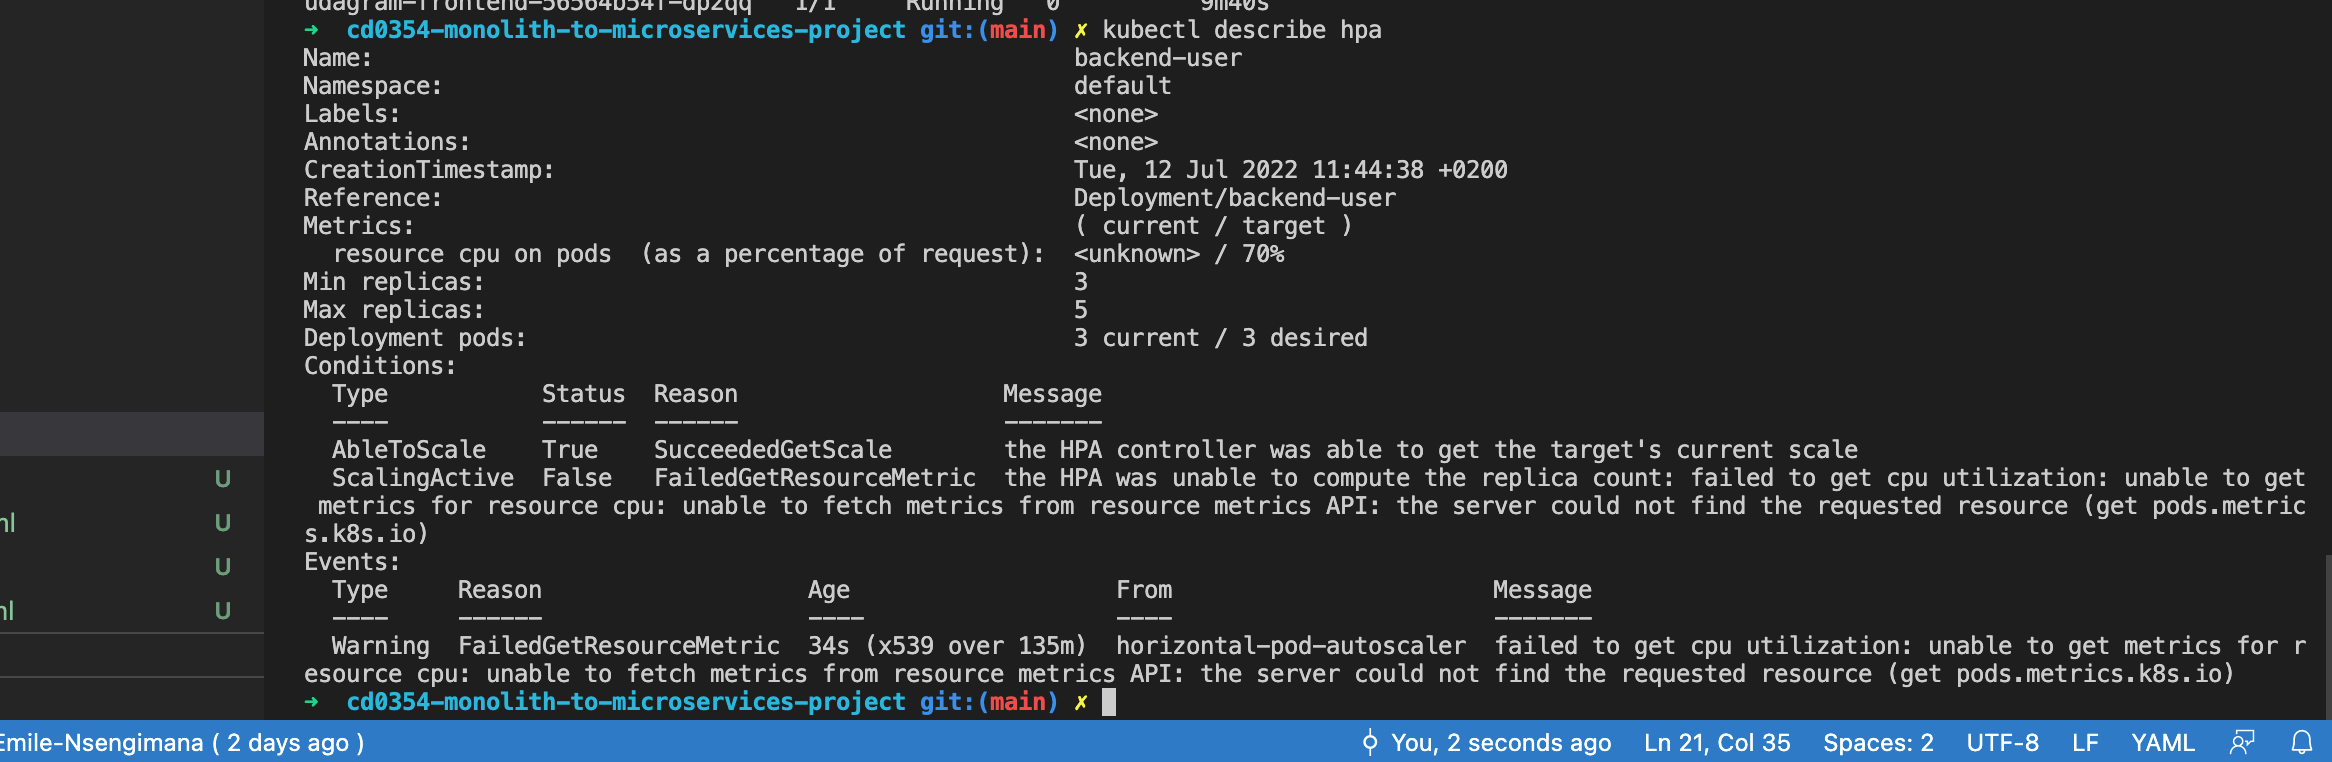 udagram-frontend-56564b54f-dp2qq   1/1     Running   0          9m40s
➜  cd0354-monolith-to-microservices-project git:(main) ✗ kubectl describe hpa
Name:                                                  backend-user
Namespace:                                             default
Labels:                                                <none>
Annotations:                                           <none>
CreationTimestamp:                                     Tue, 12 Jul 2022 11:44:38 +0200
Reference:                                             Deployment/backend-user
Metrics:                                               ( current / target )
  resource cpu on pods  (as a percentage of request):  <unknown> / 70%
Min replicas:                                          3
Max replicas:                                          5
Deployment pods:                                       3 current / 3 desired
Conditions:
  Type           Status  Reason                   Message
  ----           ------  ------                   -------
  AbleToScale    True    SucceededGetScale        the HPA controller was able to get the target's current scale
U  ScalingActive  False   FailedGetResourceMetric  the HPA was unable to compute the replica count: failed to get cpu utilization: unable to get
 metrics for resource cpu: unable to fetch metrics from resource metrics API: the server could not find the requested resource (get pods.metric
ml U s.k8s.io)
U Events:
  Type     Reason                   Age                   From                       Message
ml U  ----     ------                   ----                  ----                       -------
  Warning  FailedGetResourceMetric  34s (x539 over 135m)  horizontal-pod-autoscaler  failed to get cpu utilization: unable to get metrics for r
esource cpu: unable to fetch metrics from resource metrics API: the server could not find the requested resource (get pods.metrics.k8s.io)
➜  cd0354-monolith-to-microservices-project git:(main) ✗
Emile-Nsengimana ( 2 days ago ) You, 2 seconds ago Ln 21, Col 35 Spaces: 2 UTF-8 LF YAML